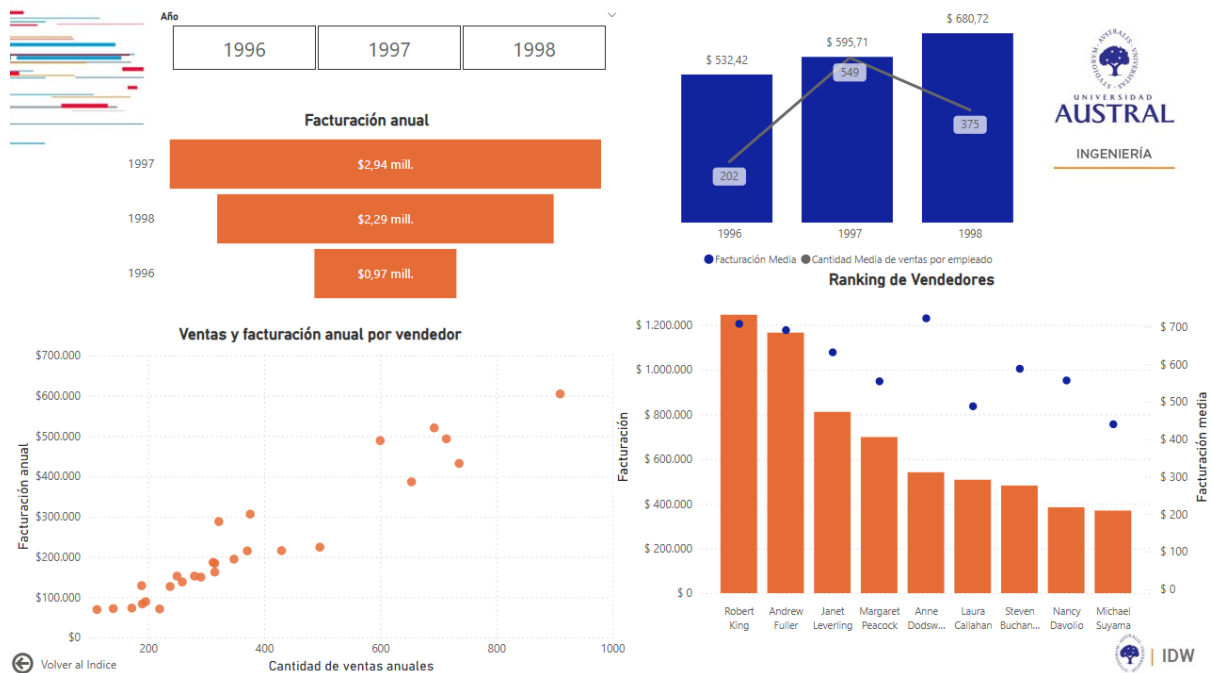 Año
1996
1997
1998
Facturación anual
1997
$2,94 mill.
1998
$2,29 mill.
1996
$0,97 mill.
$ 532,42
$ 595,71
$ 680,72
202
549
375
1996
1997
1998
Facturación Media
Cantidad Media de ventas por empleado
STUDIORUM · UNIVERSITAS · AUSTRALIS
UNIVERSIDAD
AUSTRAL
INGENIERÍA
Ventas y facturación anual por vendedor
Facturación anual
$700.000
$600.000
$500.000
$400.000
$300.000
$200.000
$100.000
$0
200
400
600
800
1000
Cantidad de ventas anuales
Ranking de Vendedores
Facturación
$ 1.200.000
$ 1.000.000
$ 800.000
$ 600.000
$ 400.000
$ 200.000
$ 0
$ 700
$ 600
$ 500
$ 400
$ 300
$ 200
$ 100
$ 0
Facturación media
Robert
King
Andrew
Fuller
Janet
Leverling
Margaret
Peacock
Anne
Dodsw...
Laura
Callahan
Steven
Buchan...
Nancy
Davolio
Michael
Suyama
Volver al Indice
IDW